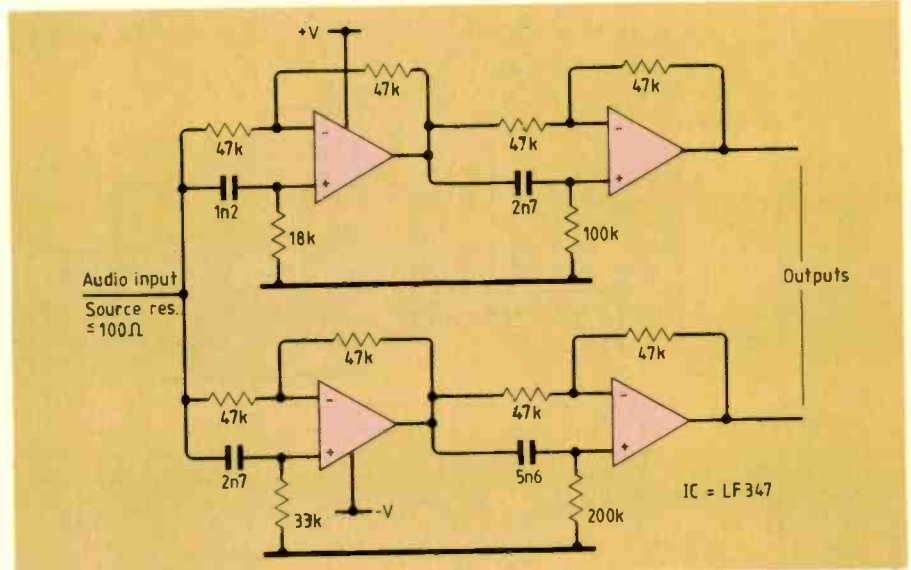 +V
47k
47k
47k
47k
-
+
-
+
1n2
2n7
18k
100k
Audio input
Source res.
≤100Ω
Outputs
47k
47k
47k
47k
-
+
-
+
2n7
5n6
IC = LF347
33k
-V
200k